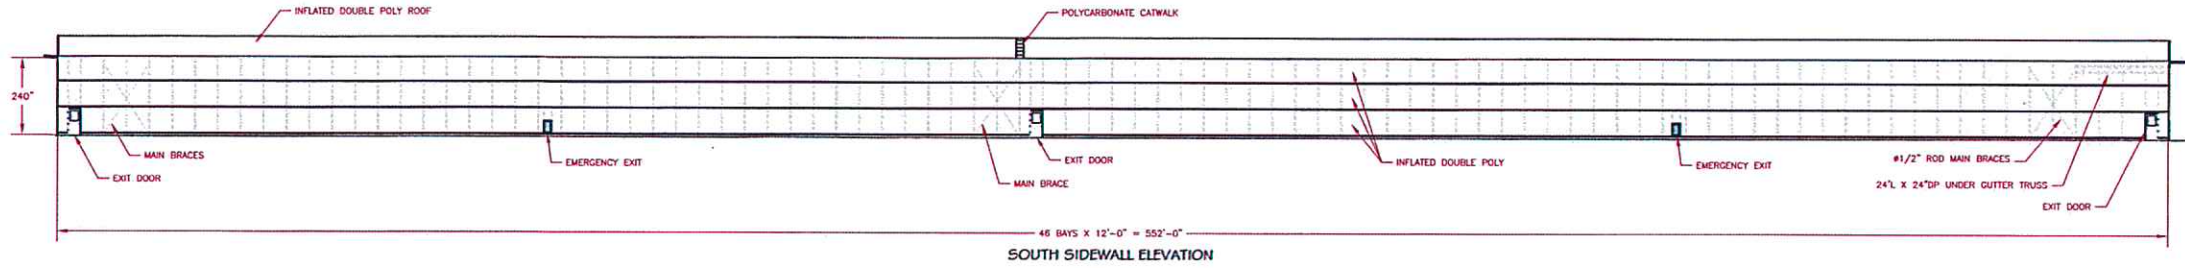 INFLATED DOUBLE POLY ROOF
POLYCARBONATE CATWALK
240"
MAIN BRACES
EXIT DOOR
EMERGENCY EXIT
MAIN BRACE
EXIT DOOR
INFLATED DOUBLE POLY
EMERGENCY EXIT
ø1/2" ROD MAIN BRACES
24'L X 24"DP UNDER GUTTER TRUSS
EXIT DOOR
46 BAYS X 12'-0" = 552'-0"
SOUTH SIDEWALL ELEVATION